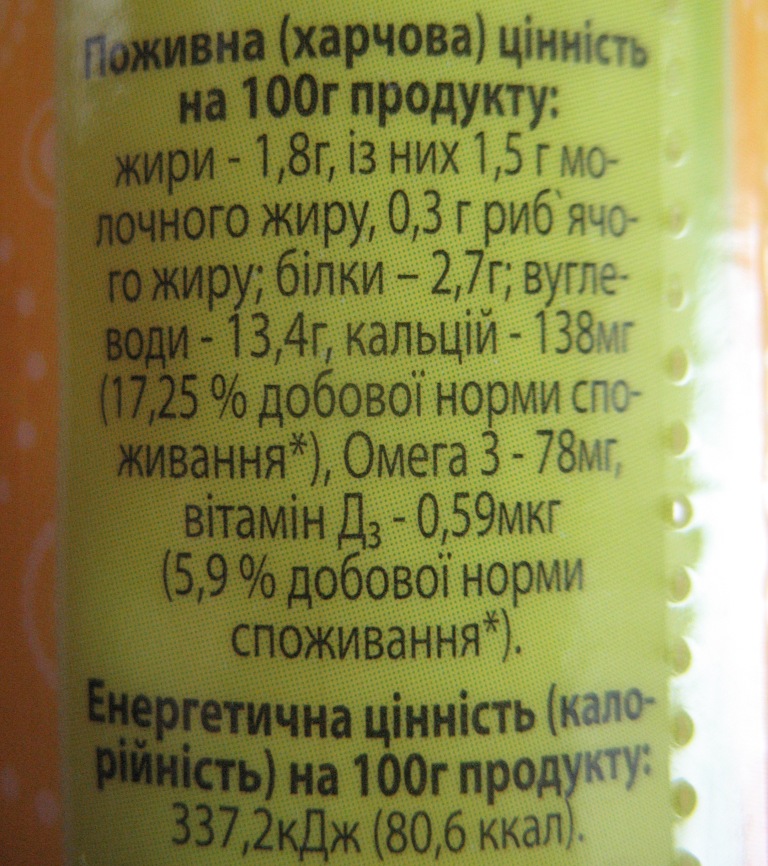 Поживна (харчова) цінність
на 100г продукту:
жири - 1,8г, із них 1,5 г мо-
лочного жиру, 0,3 г риб`ячо-
го жиру; білки – 2,7г; вугле-
води - 13,4г, кальцій - 138мг
(17,25 % добової норми спо-
живання*), Омега 3 - 78мг,
вітамін Д₃ - 0,59мкг
(5,9 % добової норми
споживання*).
Енергетична цінність (кало-
рійність) на 100г продукту:
337,2кДж (80,6 ккал).